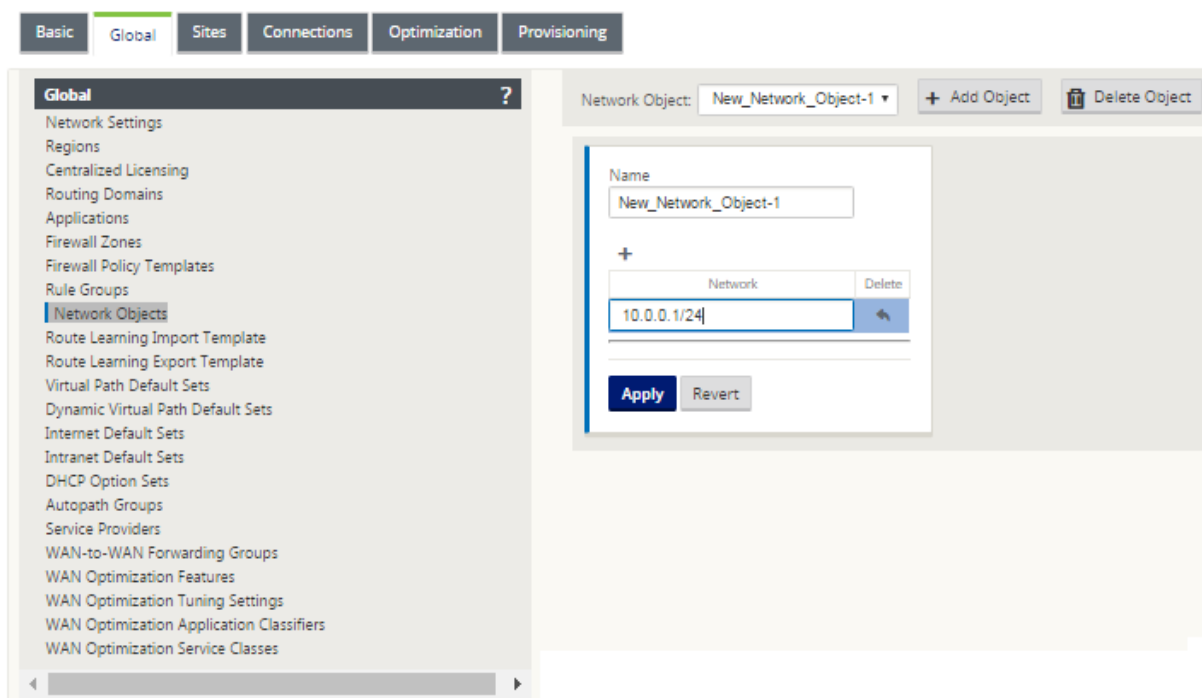 Basic Global Sites Connections Optimization Provisioning
Global ?
Network Settings
Regions
Centralized Licensing
Routing Domains
Applications
Firewall Zones
Firewall Policy Templates
Rule Groups
Network Objects
Route Learning Import Template
Route Learning Export Template
Virtual Path Default Sets
Dynamic Virtual Path Default Sets
Internet Default Sets
Intranet Default Sets
DHCP Option Sets
Autopath Groups
Service Providers
WAN-to-WAN Forwarding Groups
WAN Optimization Features
WAN Optimization Tuning Settings
WAN Optimization Application Classifiers
WAN Optimization Service Classes
Network Object: New_Network_Object-1 + Add Object Delete Object
Name
New_Network_Object-1
+
Network Delete
10.0.0.1/24
Apply Revert